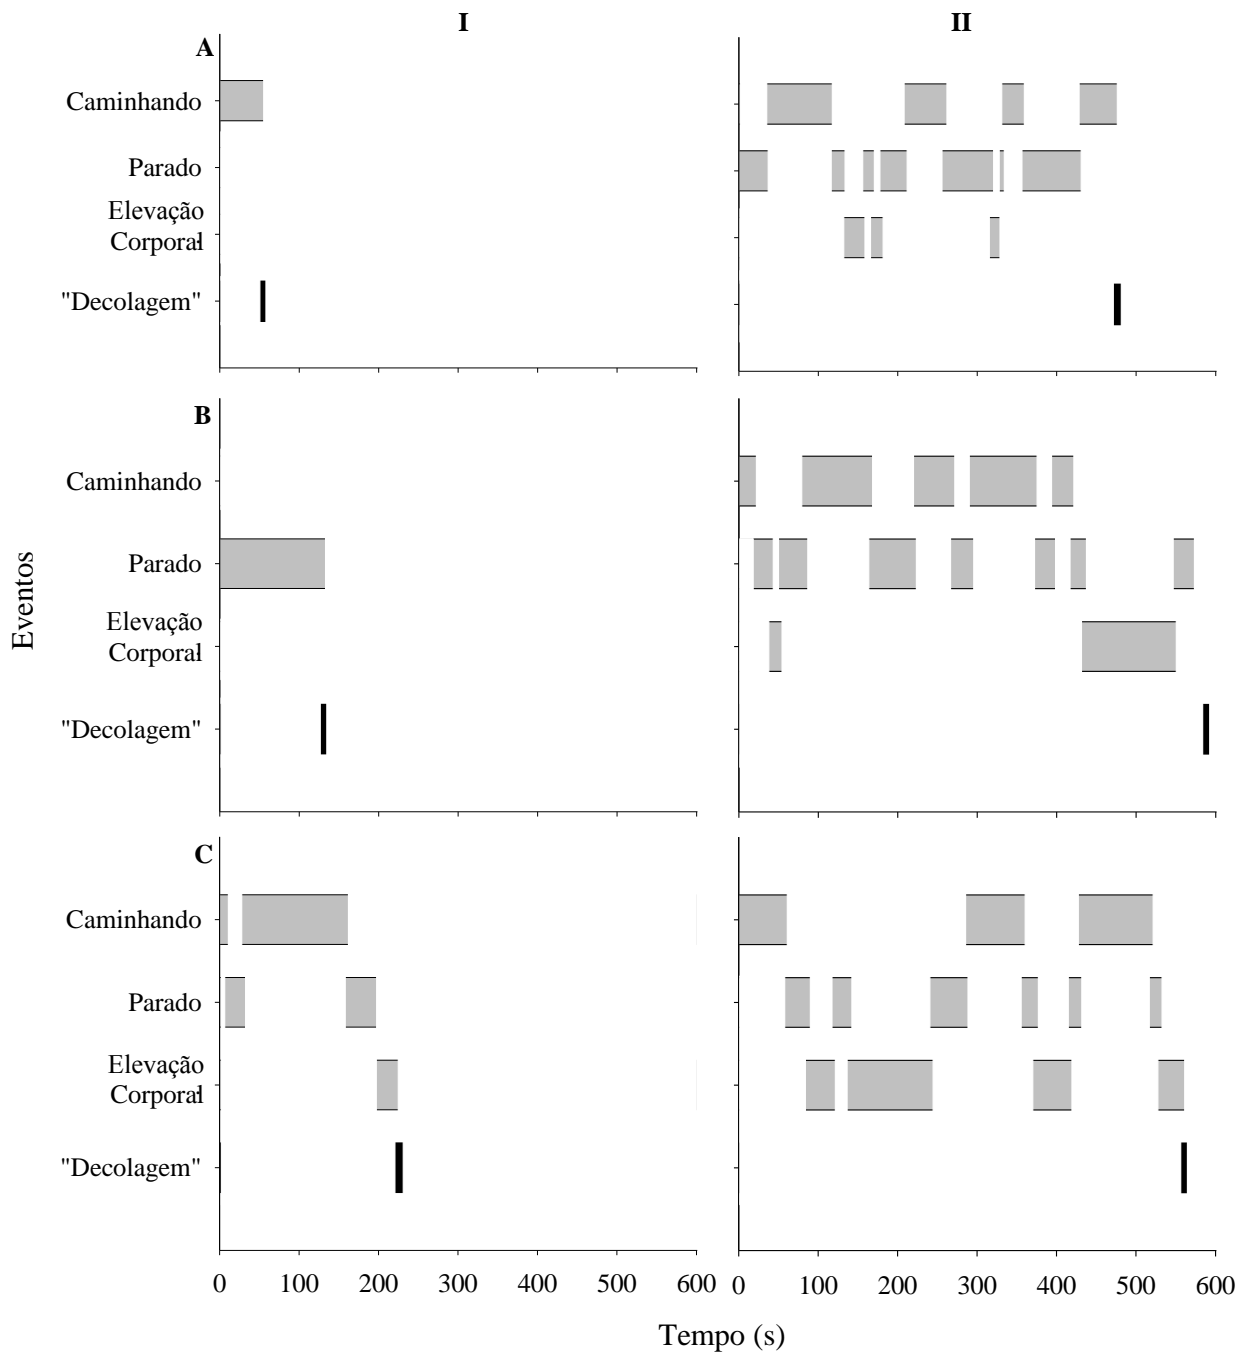 I
II
A
Caminhando
Parado
Elevação
Corporal
"Decolagem"
B
Caminhando
Parado
Elevação
Corporal
"Decolagem"
Eventos
C
Caminhando
Parado
Elevação
Corporal
"Decolagem"
0 100 200 300 400 500 600
0 100 200 300 400 500 600
Tempo (s)